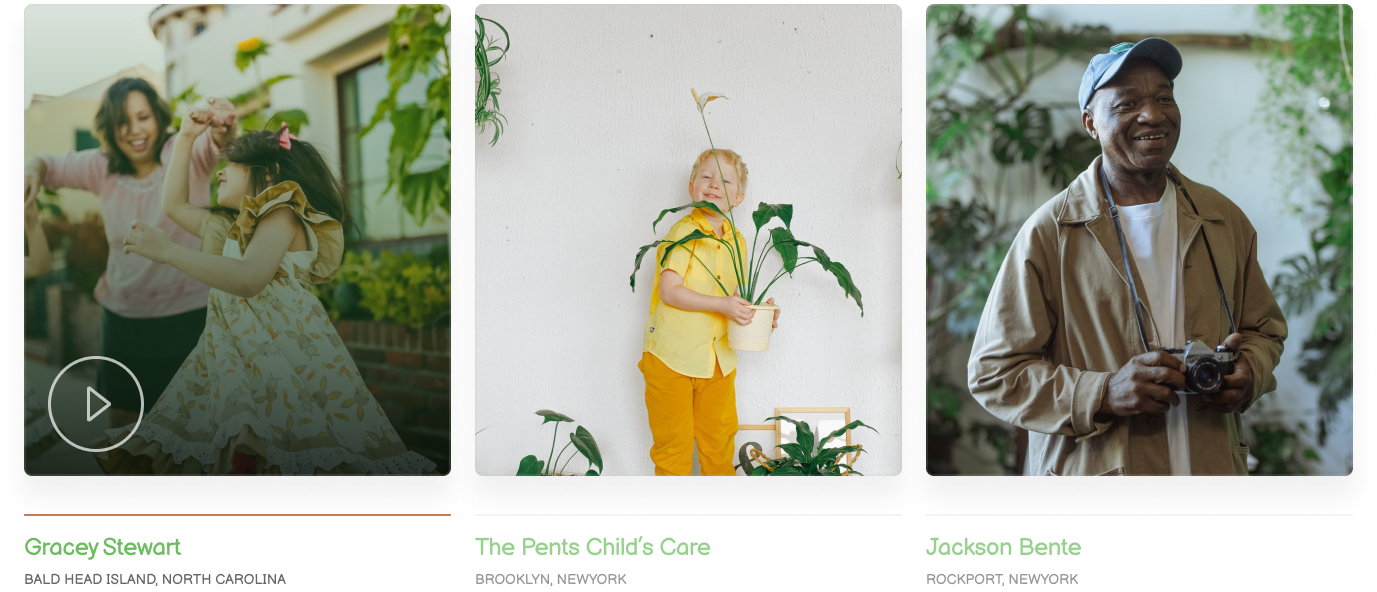 Gracey Stewart
BALD HEAD ISLAND, NORTH CAROLINA
The Pents Child's Care
BROOKLYN, NEWYORK
Jackson Bente
ROCKPORT, NEWYORK